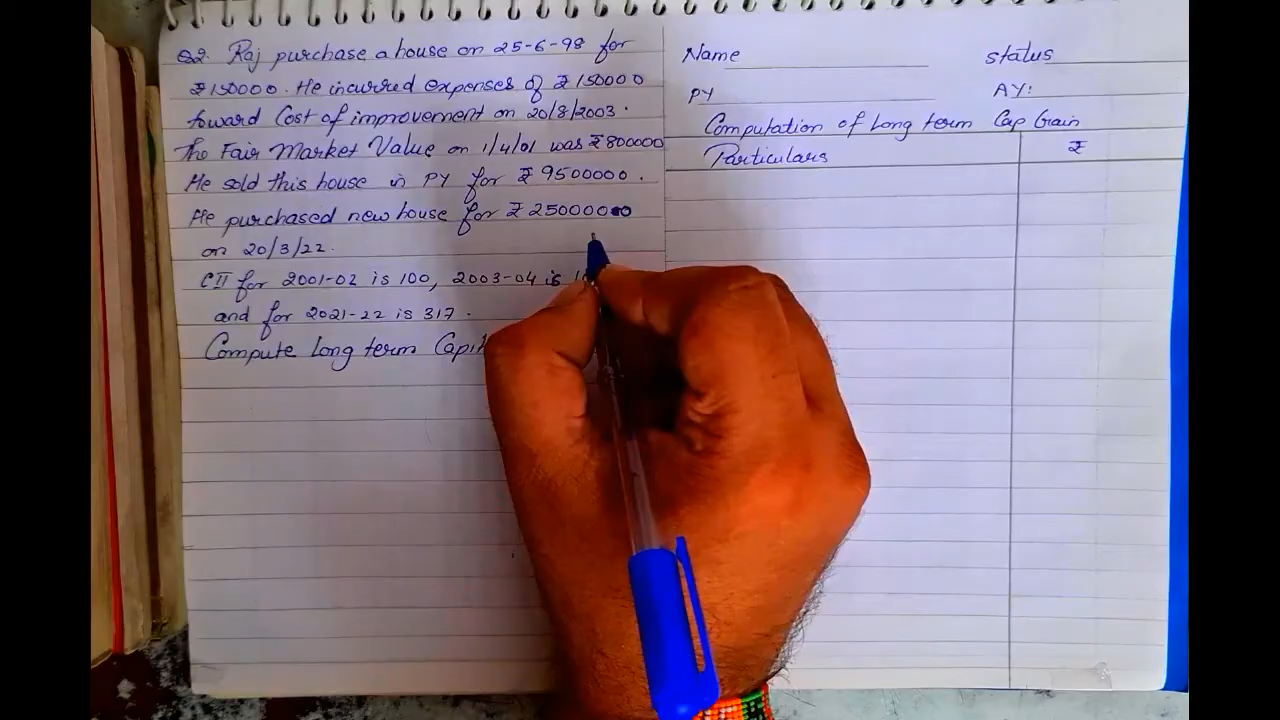 Q2. Raj purchase a house on 25-6-98 for
₹150000. He incurred expenses of ₹150000
toward Cost of improvement on 20/8/2003.
The Fair Market Value on 1/4/01 was ₹800000
He sold this house in PY for ₹9500000.
He purchased new house for ₹2500000
on 20/3/22.
CII for 2001-02 is 100, 2003-04 is
and for 2021-22 is 317.
Compute long term
Name
status
PY
AY:
Computation of Long term Cap Gain
Particulars
₹